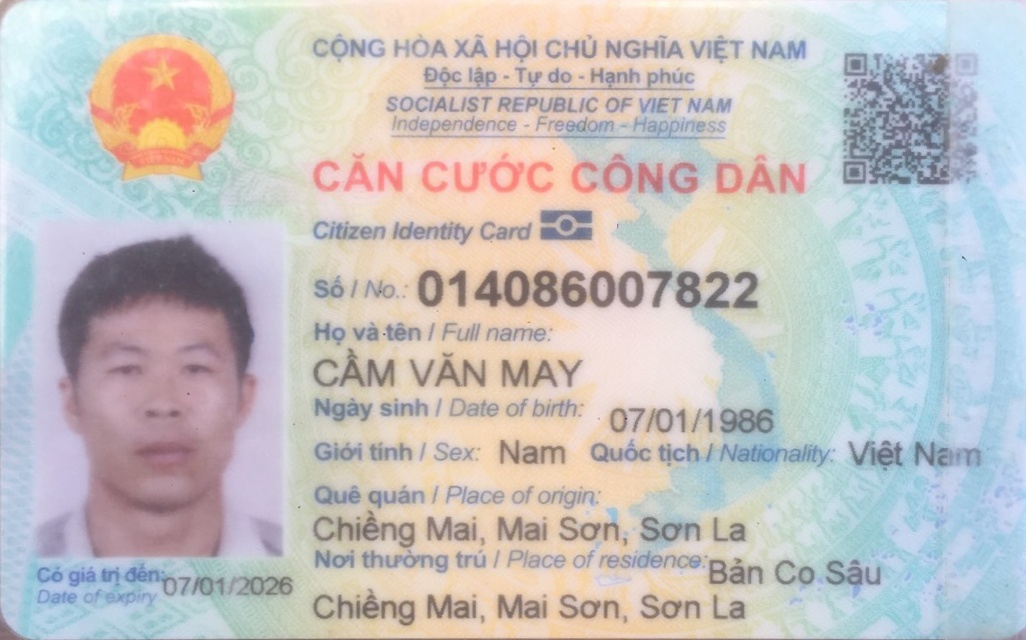 CỘNG HÒA XÃ HỘI CHỦ NGHĨA VIỆT NAM
Độc lập - Tự do - Hạnh phúc
SOCIALIST REPUBLIC OF VIET NAM
Independence - Freedom - Happiness
CĂN CƯỚC CÔNG DÂN
Citizen Identity Card
Số / No.: 014086007822
Họ và tên / Full name:
CẦM VĂN MAY
Ngày sinh / Date of birth: 07/01/1986
Giới tính / Sex: Nam Quốc tịch / Nationality: Việt Nam
Quê quán / Place of origin:
Chiềng Mai, Mai Sơn, Sơn La
Nơi thường trú / Place of residence: Bản Co Sâu
Chiềng Mai, Mai Sơn, Sơn La
Có giá trị đến: 07/01/2026
Date of expiry